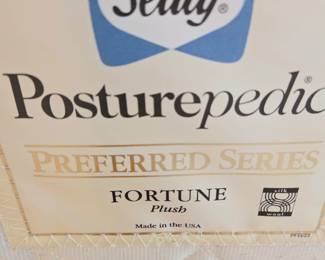 Sealy®
Posturepedic
PREFERRED SERIES
FORTUNE
Plush
Made in the USA
silk
wool